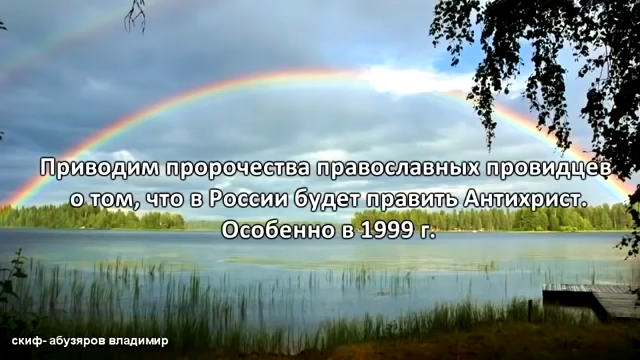 Приводим пророчества православных провидцев
о том, что в России будет править Антихрист.
Особенно в 1999 г.
скиф- абузяров владимир